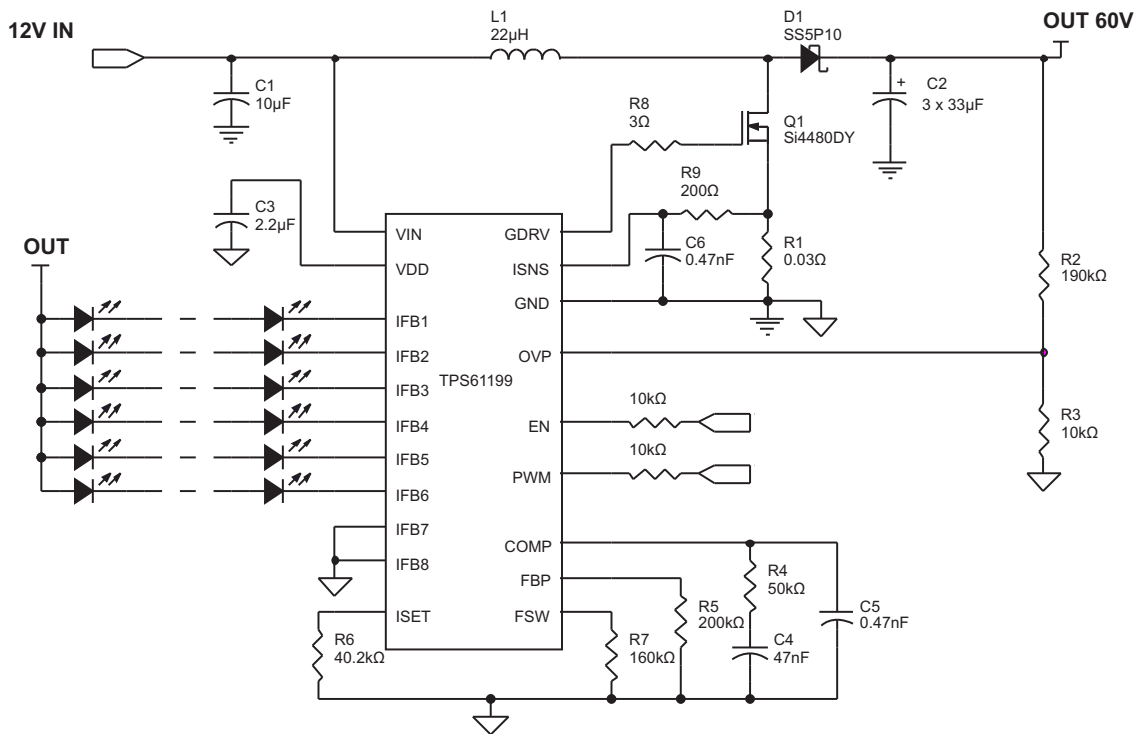 12V IN
L1
22µH
D1
SS5P10
OUT 60V
C1
10µF
R8
3Ω
Q1
Si4480DY
+
C2
3 x 33µF
R9
200Ω
C3
2.2µF
C6
0.47nF
R1
0.03Ω
R2
190kΩ
OUT
VIN
VDD
IFB1
IFB2
IFB3
IFB4
IFB5
IFB6
IFB7
IFB8
ISET
TPS61199
GDRV
ISNS
GND
OVP
EN
PWM
COMP
FBP
FSW
10kΩ
10kΩ
R3
10kΩ
R4
50kΩ
C5
0.47nF
R5
200kΩ
C4
47nF
R6
40.2kΩ
R7
160kΩ